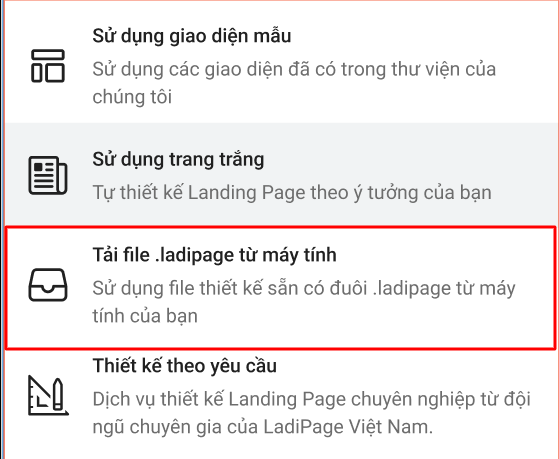 Sử dụng giao diện mẫu
Sử dụng các giao diện đã có trong thư viện của
chúng tôi
Sử dụng trang trắng
Tự thiết kế Landing Page theo ý tưởng của bạn
Tải file .ladipage từ máy tính
Sử dụng file thiết kế sẵn có đuôi .ladipage từ máy
tính của bạn
Thiết kế theo yêu cầu
Dịch vụ thiết kế Landing Page chuyên nghiệp từ đội
ngũ chuyên gia của LadiPage Việt Nam.